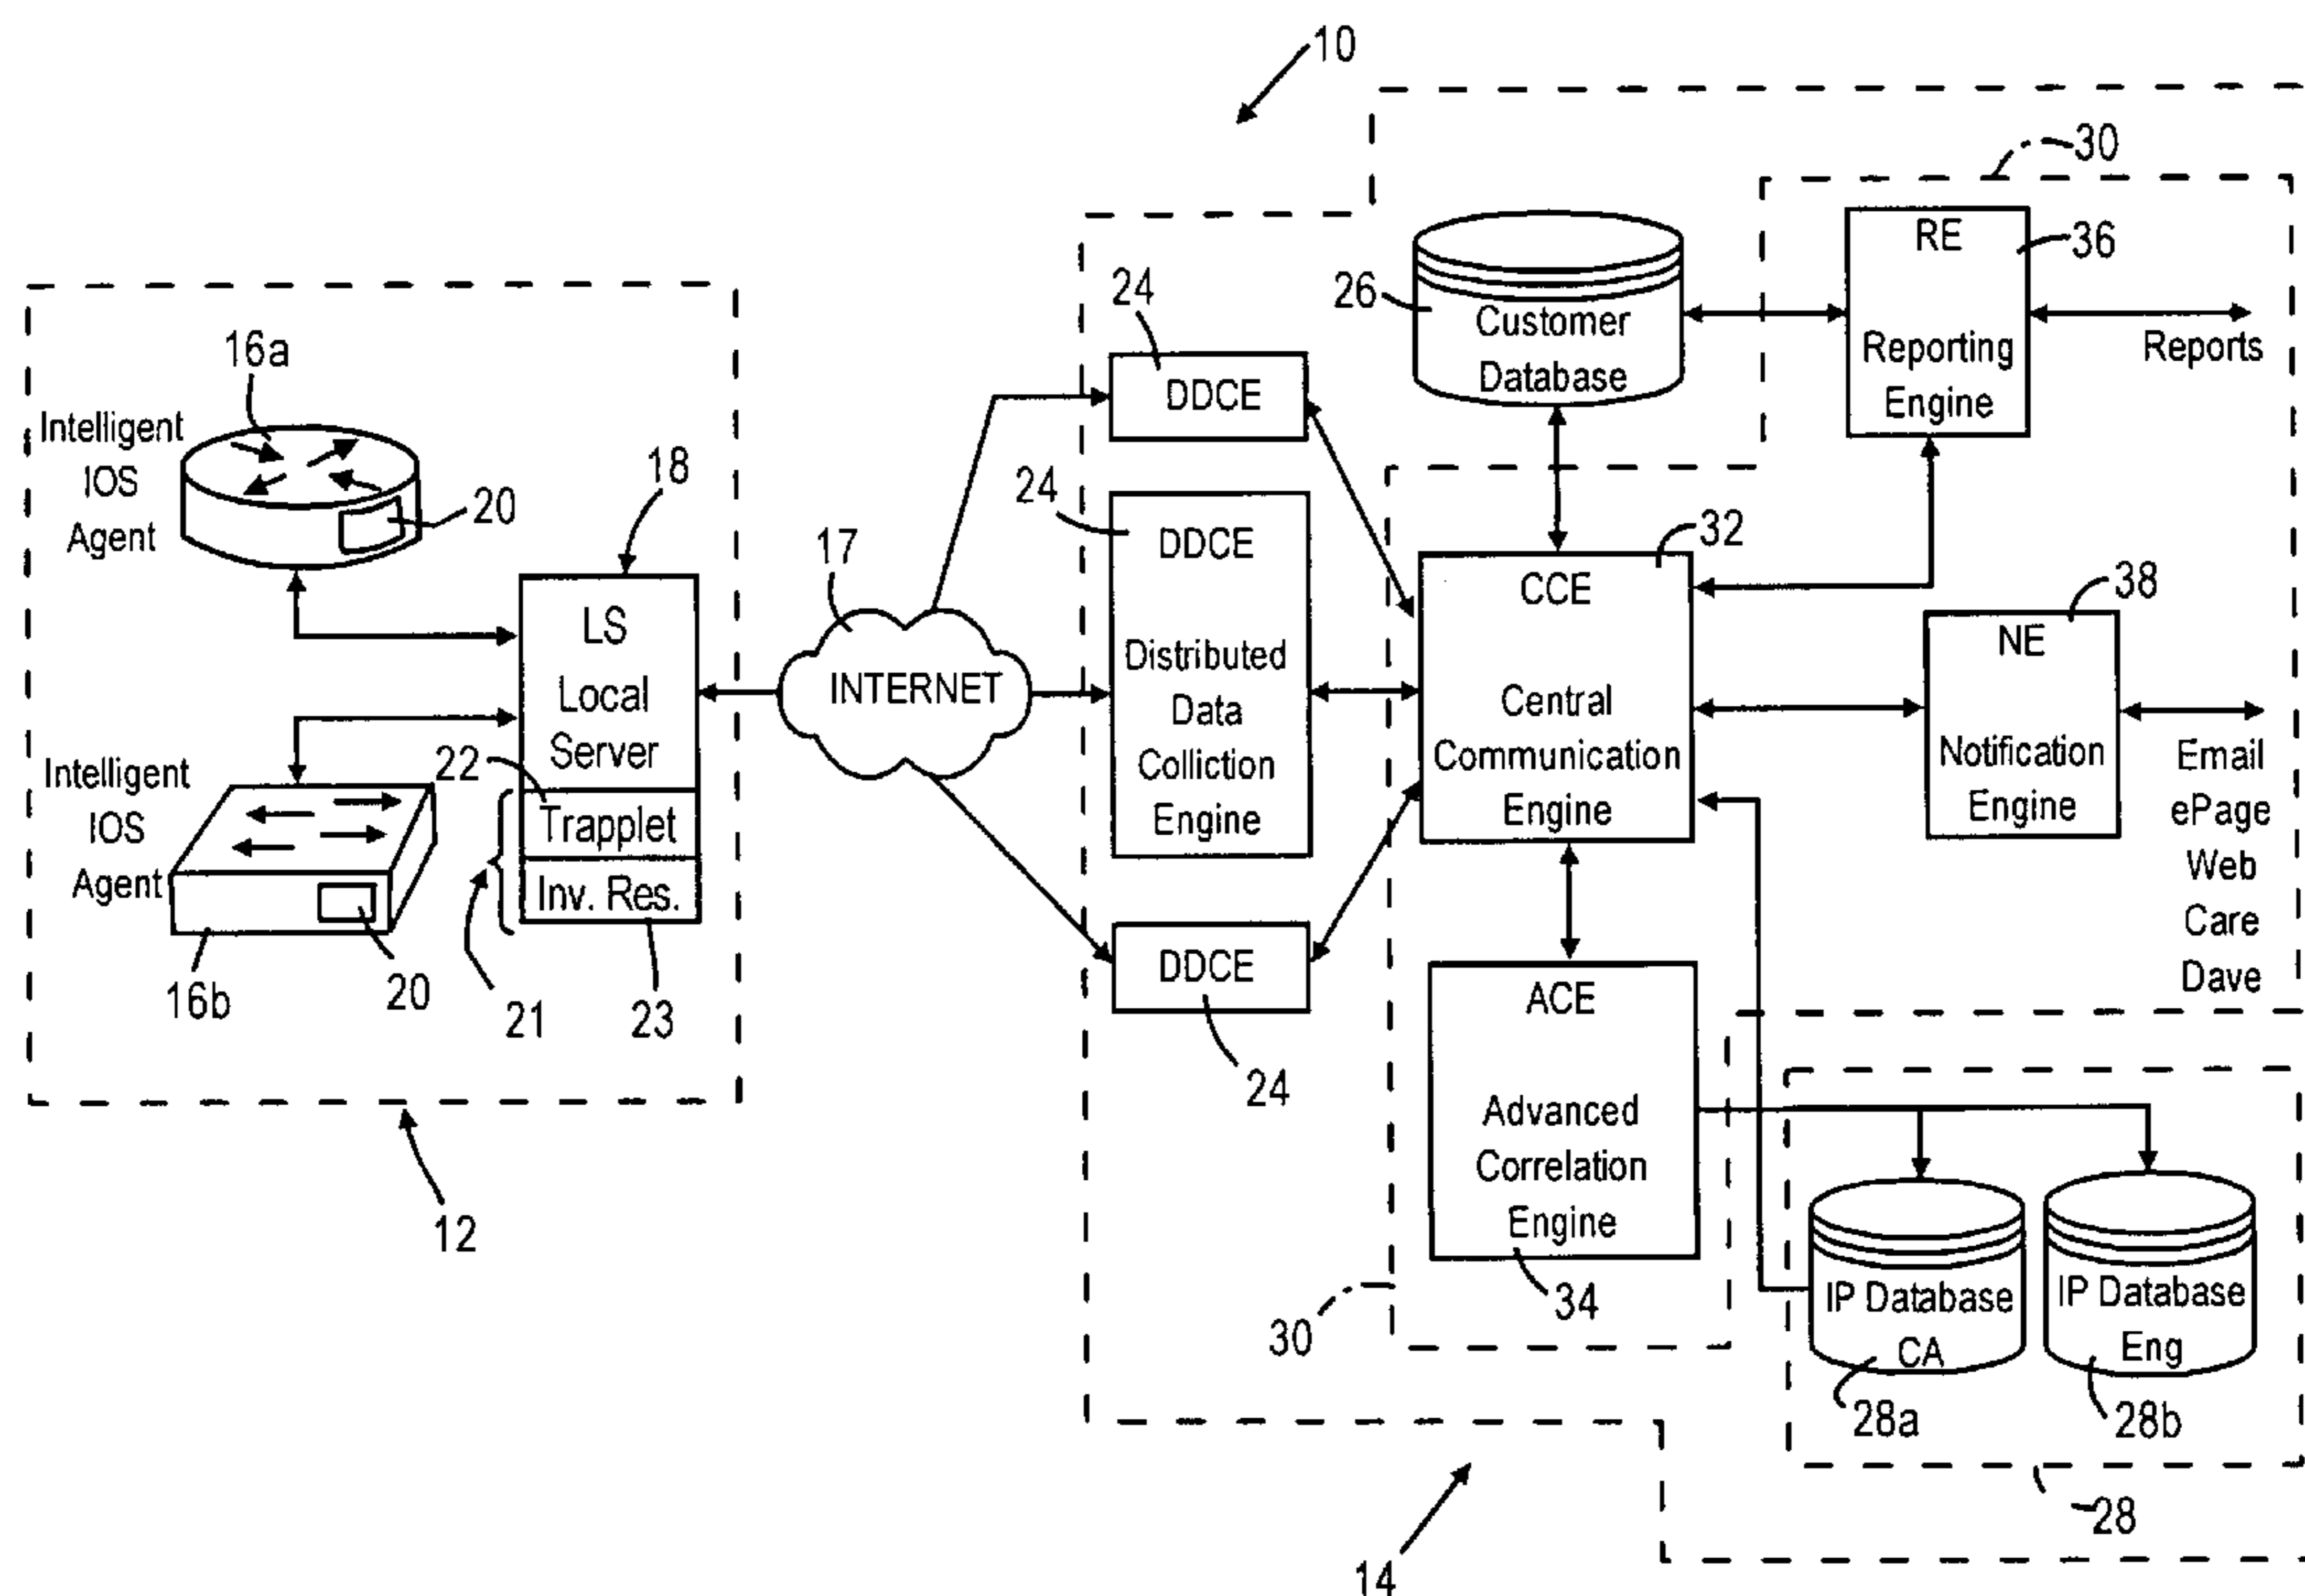 10
30
RE
Reporting
Engine
36
Reports
26
Customer
Database
24
DDCE
16a
Intelligent
IOS
Agent
20
18
LS
Local
Server
22
Trapplet
Inv. Res.
21
23
Intelligent
IOS
Agent
16b
20
12
17
INTERNET
24
DDCE
Distributed
Data
Colliction
Engine
DDCE
24
32
CCE
Central
Communication
Engine
38
NE
Notification
Engine
Email
ePage
Web
Care
Dave
ACE
Advanced
Correlation
Engine
34
30
IP Database
CA
28a
IP Database
Eng
28b
28
14